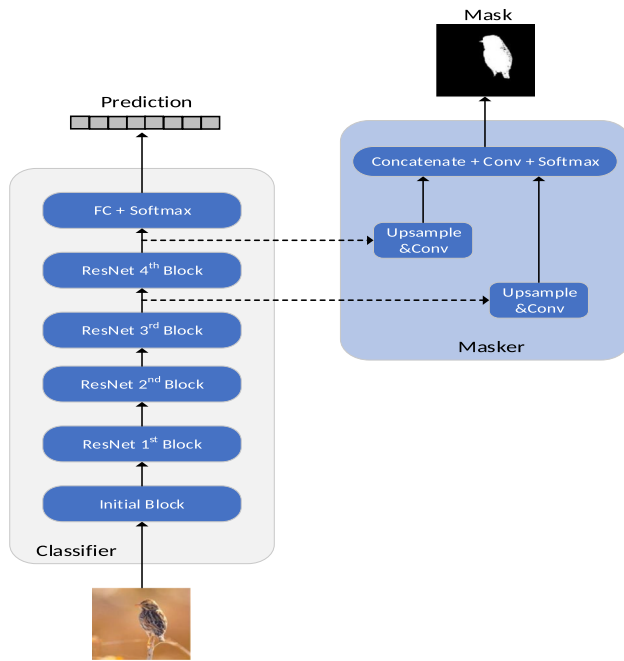 Mask
Prediction
Concatenate + Conv + Softmax
FC + Softmax
Upsample
&Conv
ResNet 4th Block
Upsample
&Conv
ResNet 3rd Block
Masker
ResNet 2nd Block
ResNet 1st Block
Initial Block
Classifier